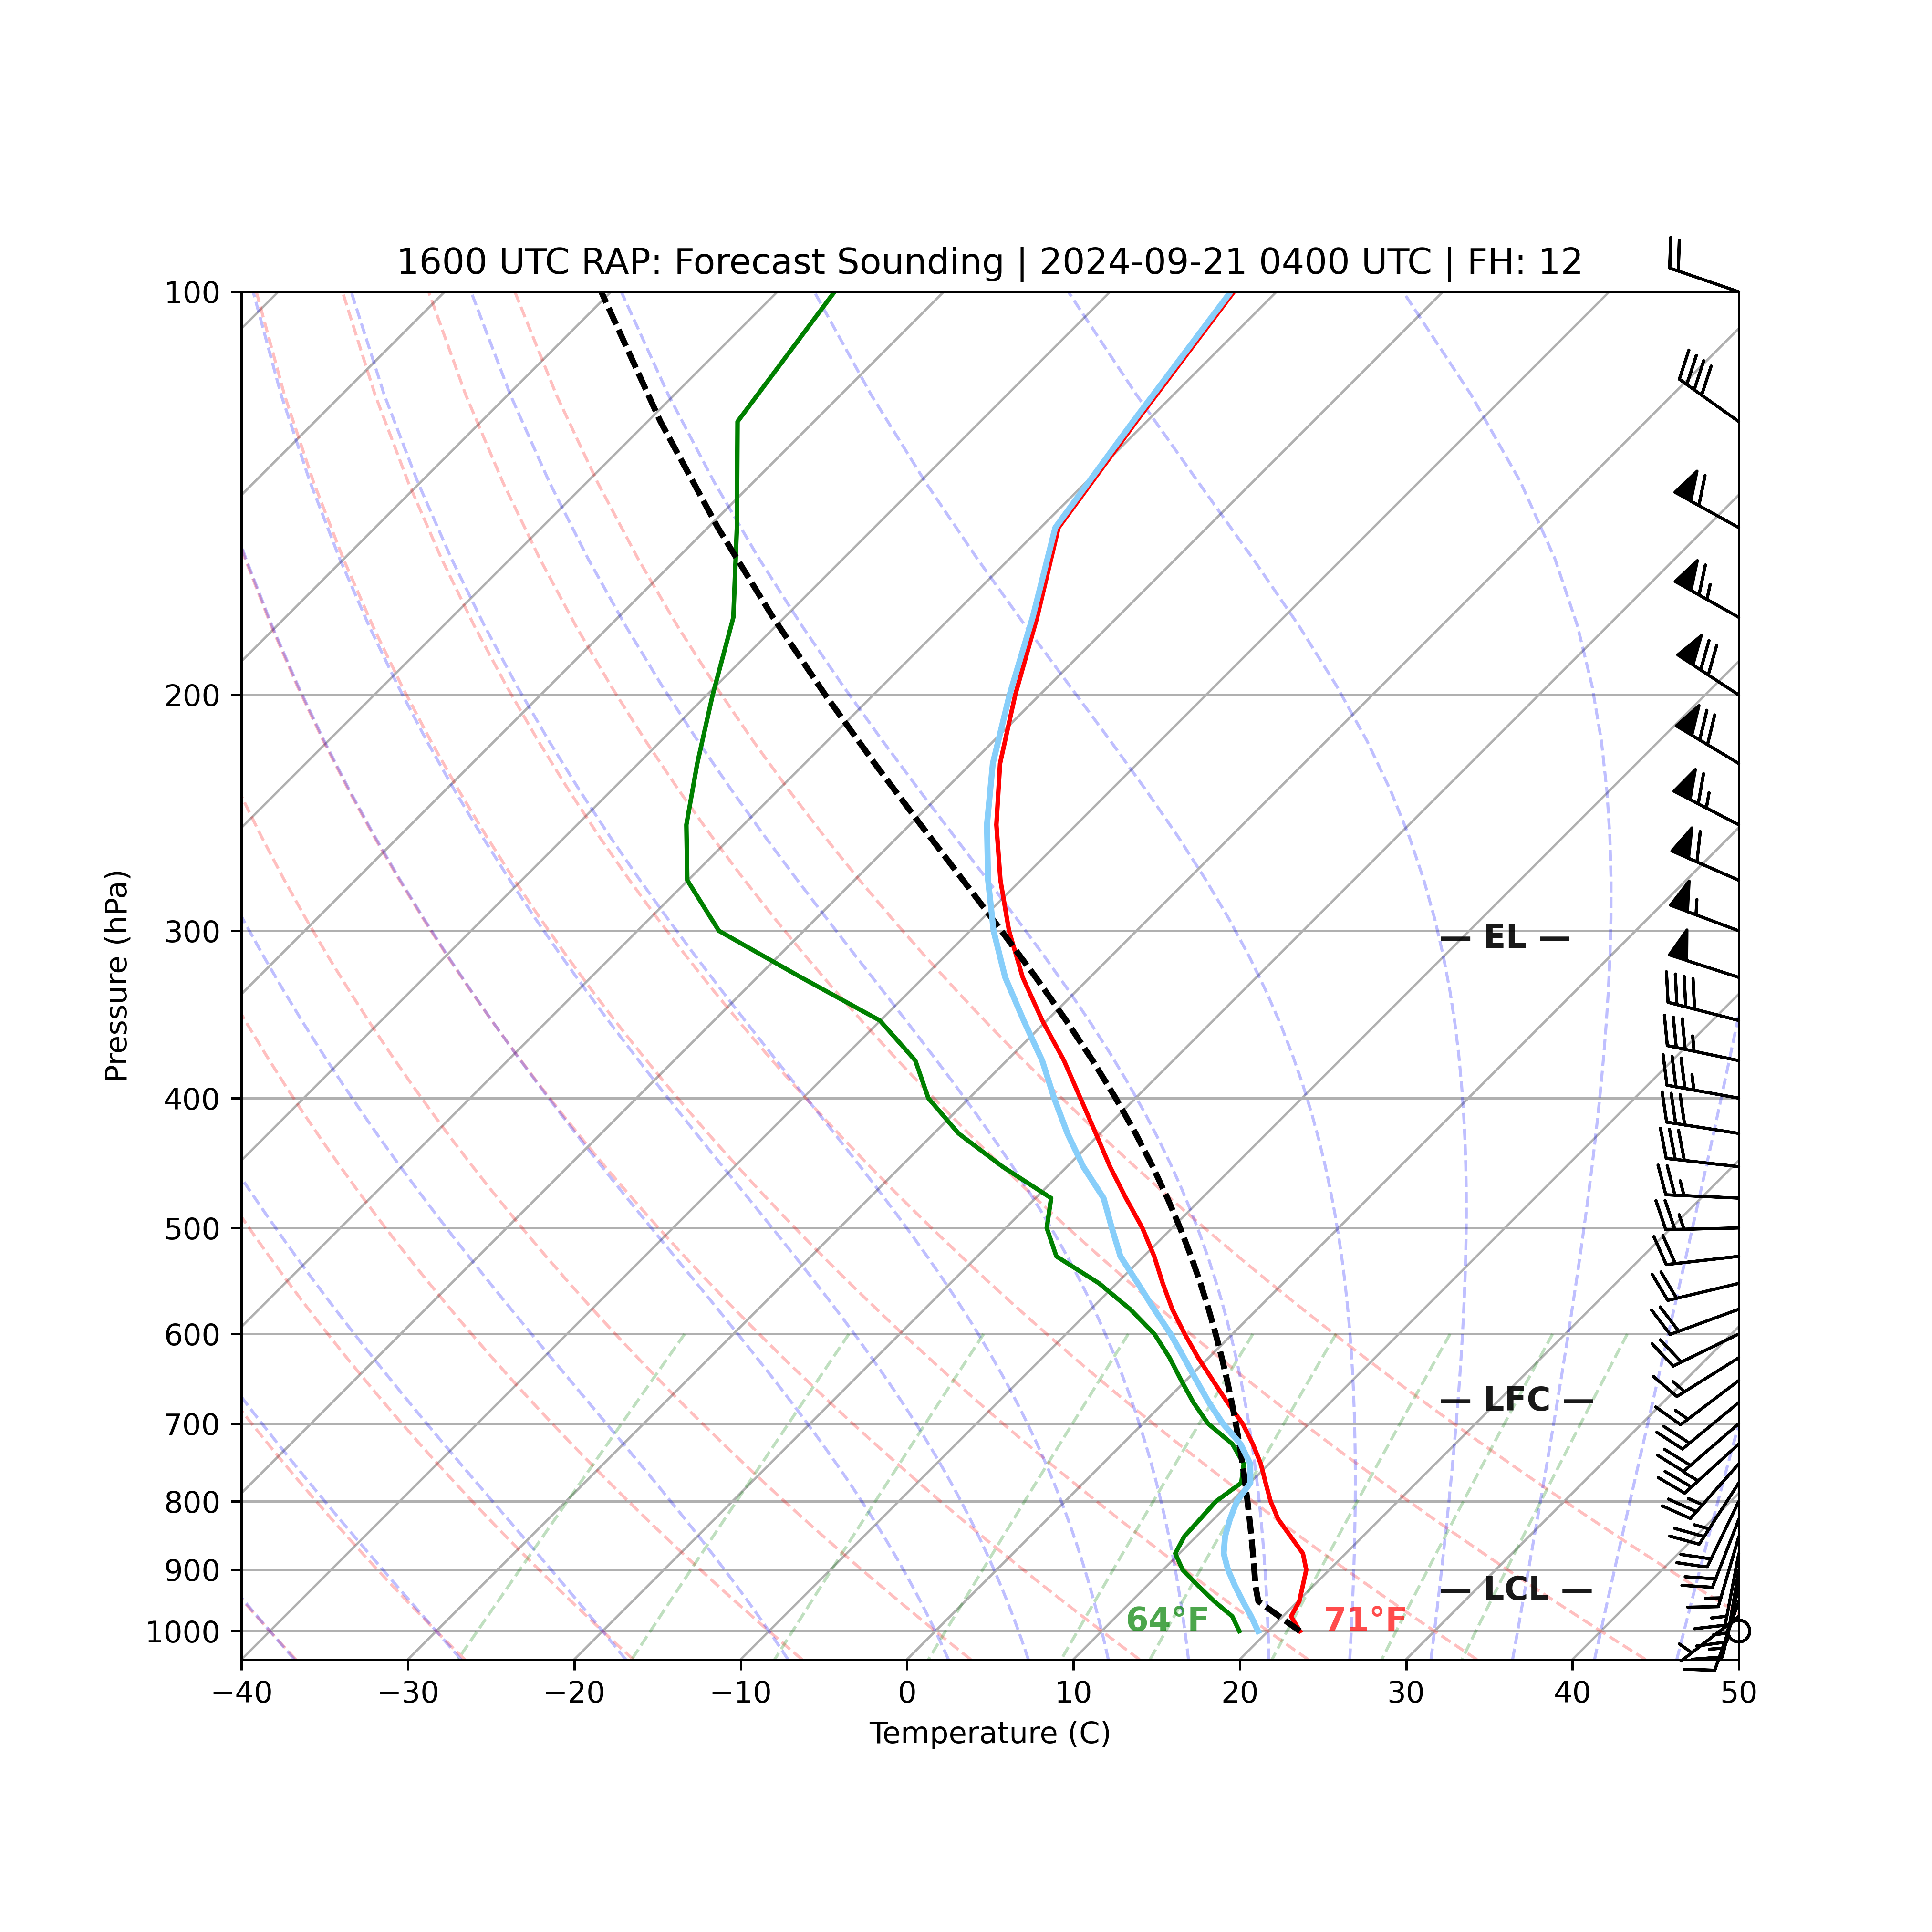 1600 UTC RAP: Forecast Sounding | 2024-09-21 0400 UTC | FH: 12
100
200
300
400
500
600
700
800
900
1000
Pressure (hPa)
— EL —
— LFC —
— LCL —
64°F
71°F
−40
−30
−20
−10
0
10
20
30
40
50
Temperature (C)